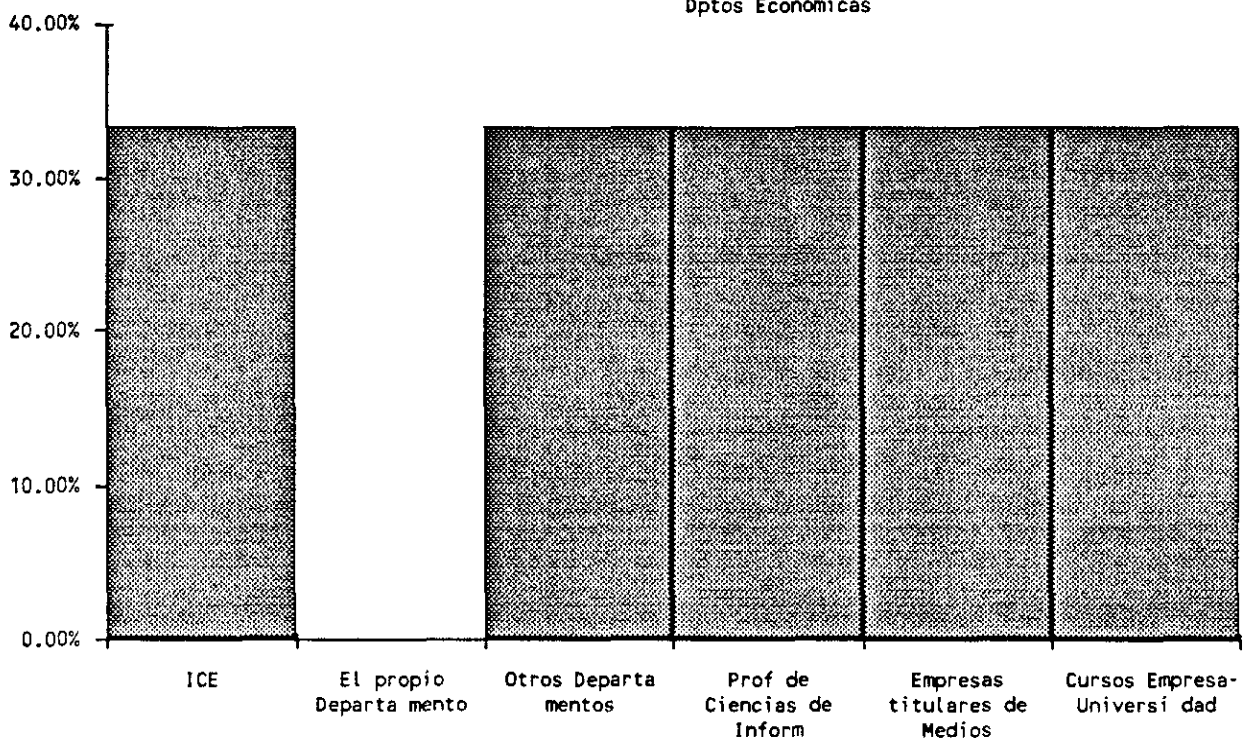 Dptos Económicas
40.00%
30.00%
20.00%
10.00%
0.00%
ICE
El propio
Departa mento
Otros Departa
mentos
Prof de
Ciencias de
Inform
Empresas
titulares de
Medios
Cursos Empresa-
Universi dad